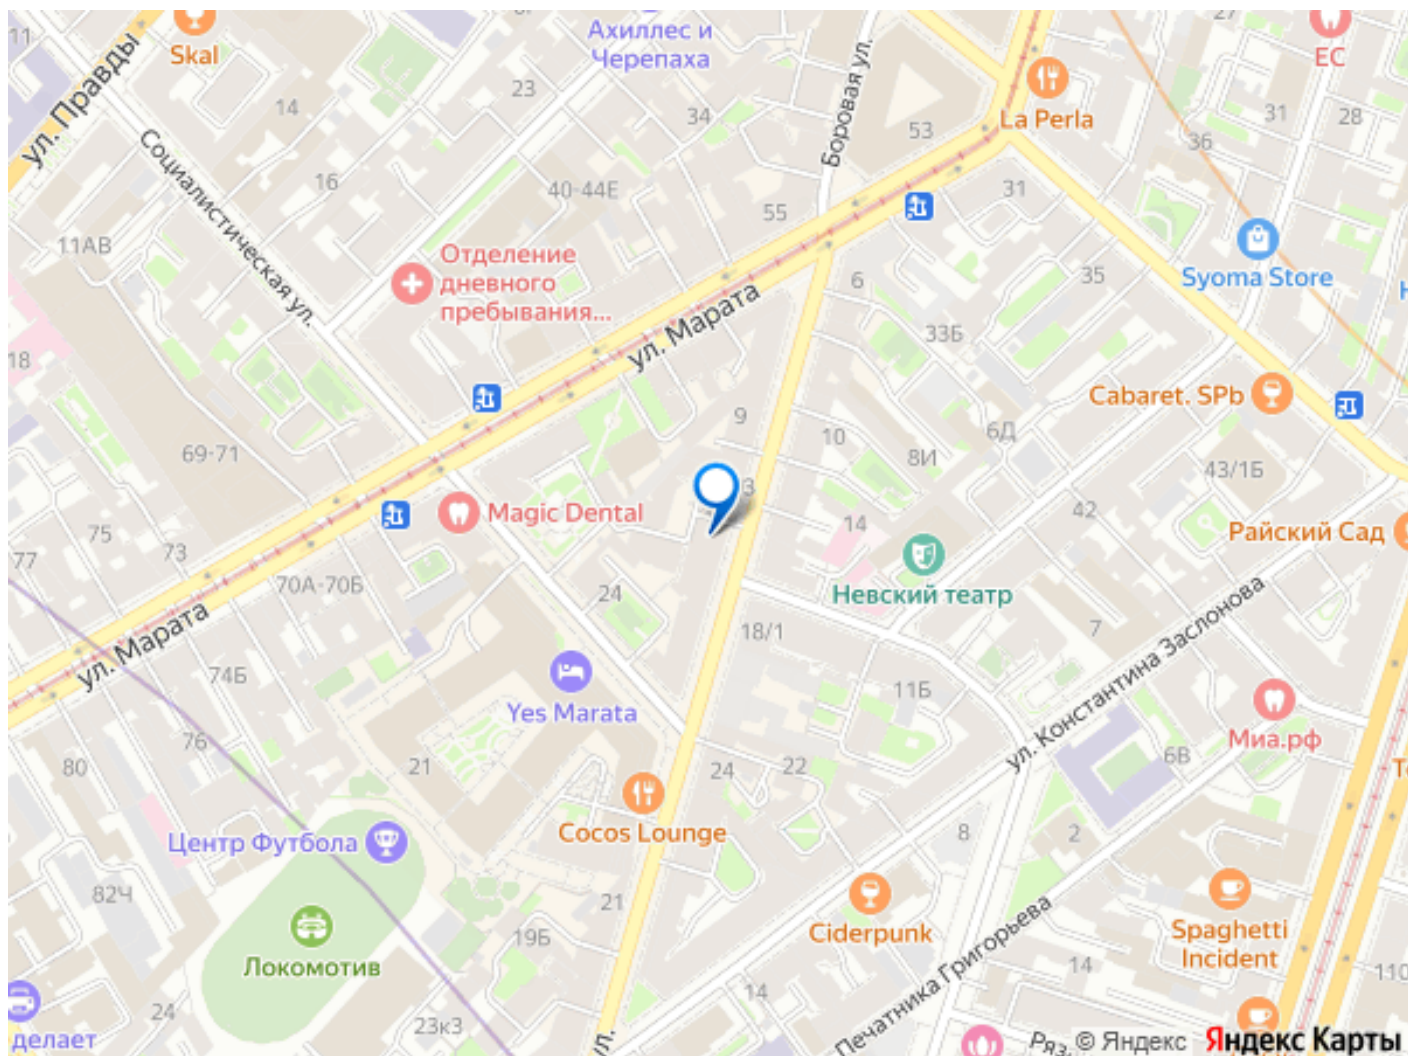 11
Skal
ул. Правды
14
Ахиллес и
Черепаха
23
34
Боровая ул.
53
La Perla
27
ЕС
31
28
36
Социалистическая ул.
16
40-44Е
55
31
11АВ
Отделение
дневного
пребывания...
6
35
Syoma Store
18
ул. Марата
33Б
Cabaret. SPb
9
10
6Д
8И
43/1Б
69-71
3
42
Magic Dental
14
Райский Сад
75
73
77
70А-70Б
24
Невский театр
18/1
7
ул. Марата
74Б
ул. Константина Заслонова
11Б
Yes Marata
Миа.рф
76
80
21
24
22
6В
Cocos Lounge
Центр Футбола
8
2
82Ч
21
Ciderpunk
19Б
Spaghetti
Incident
Локомотив
14
110
Печатника Григорьева
24
23к3
14
делает
ул.
© Яндекс
Яндекс Карты